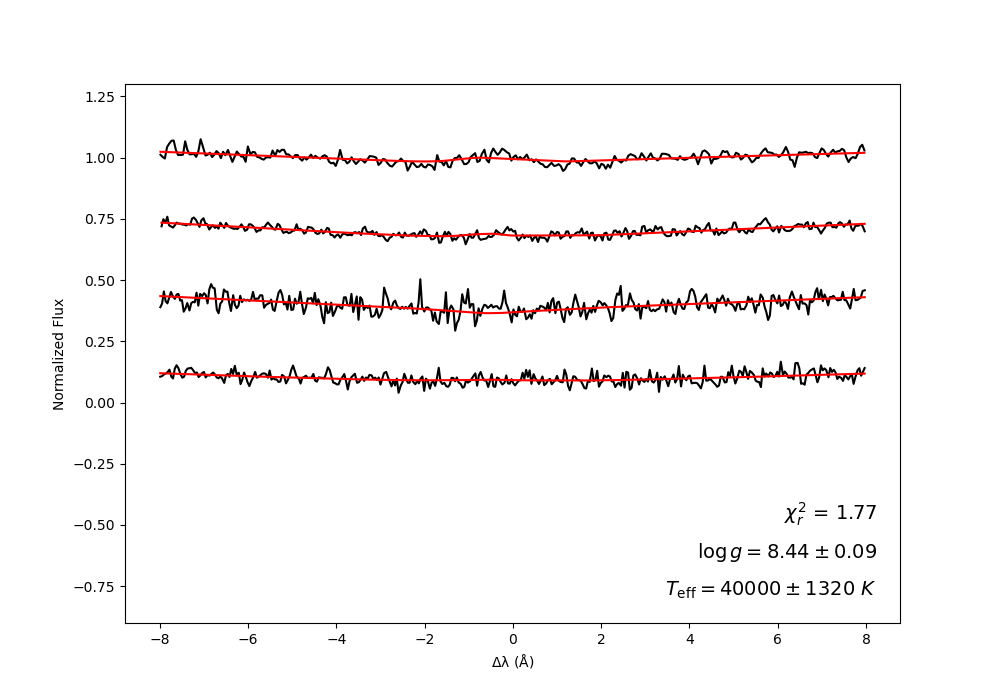 1.25
1.00
0.75
0.50
0.25
0.00
−0.25
−0.50
−0.75
Normalized Flux
χ²ᵣ = 1.77
log g = 8.44 ± 0.09
T_eff = 40000 ± 1320 K
−8 −6 −4 −2 0 2 4 6 8
Δλ (Å)